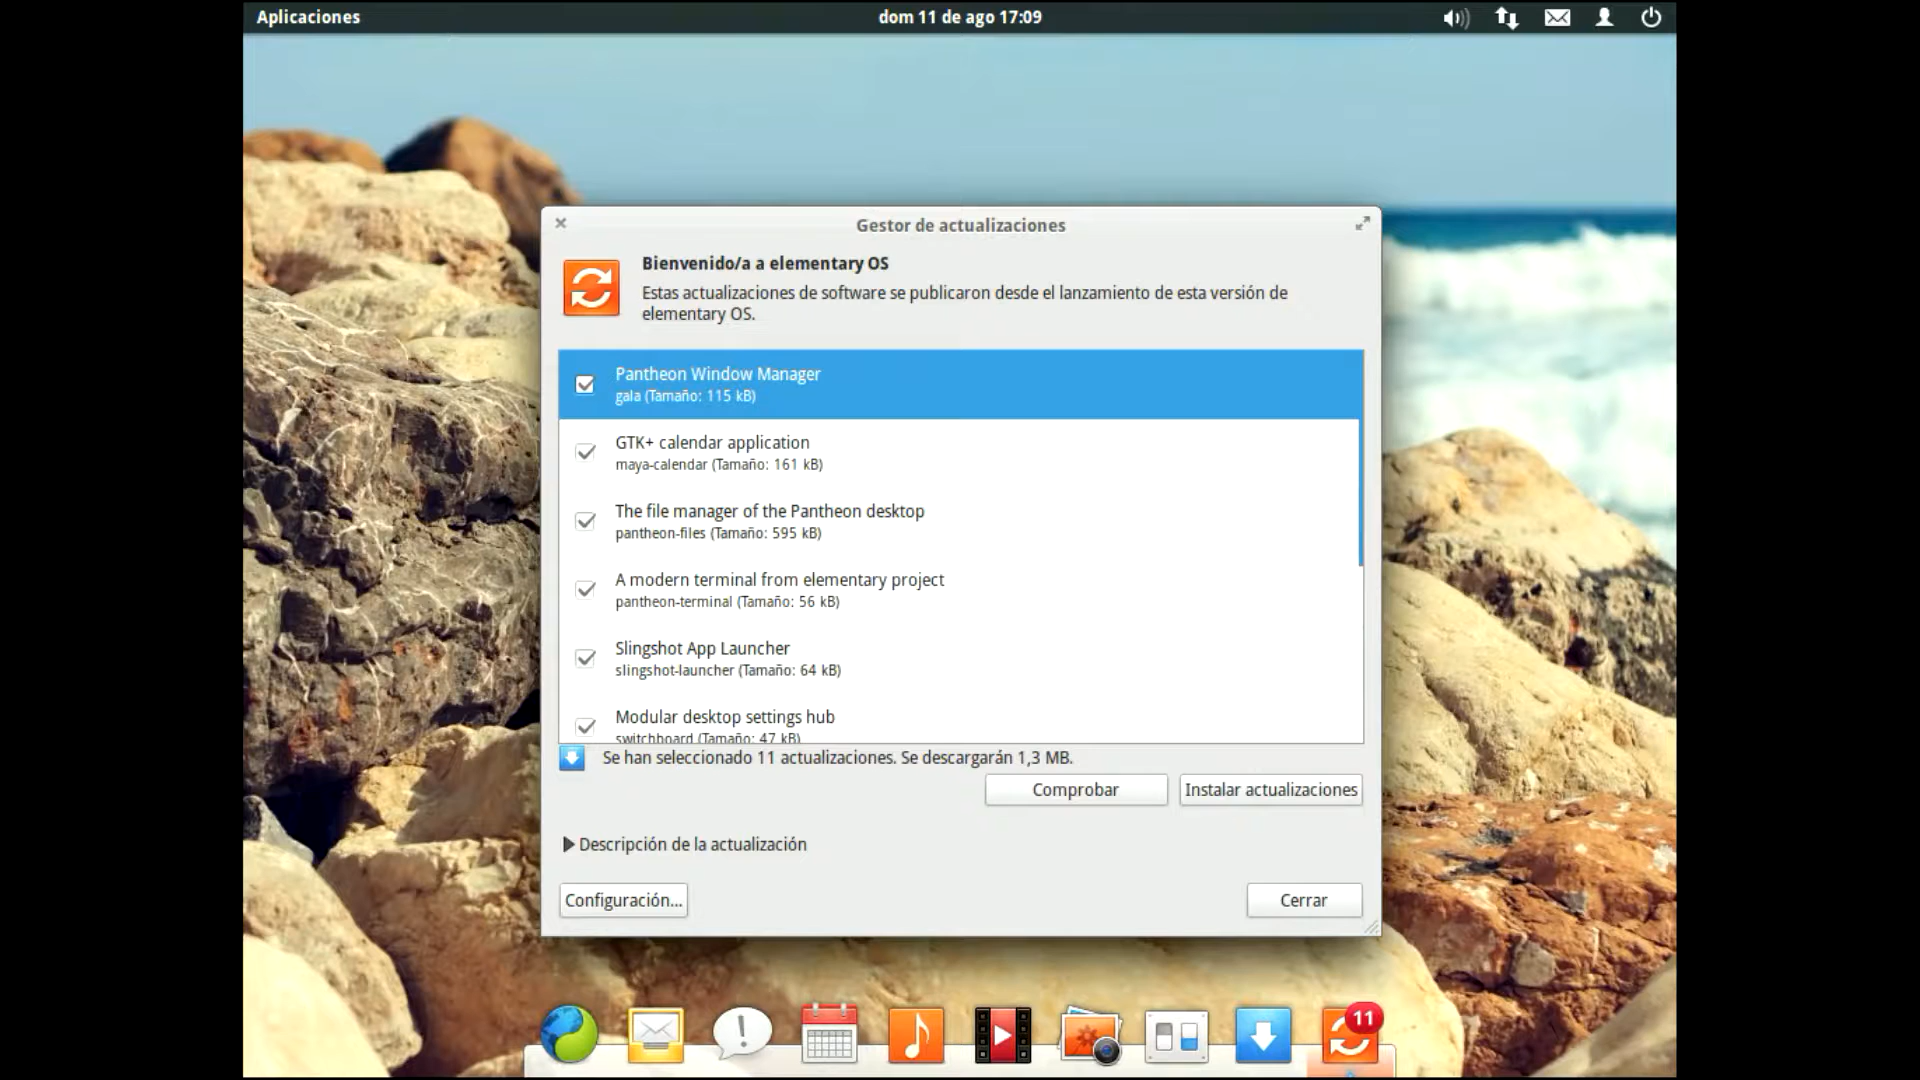 Aplicaciones
dom 11 de ago 17:09
Gestor de actualizaciones
Bienvenido/a a elementary OS
Estas actualizaciones de software se publicaron desde el lanzamiento de esta versión de
elementary OS.
Pantheon Window Manager
gala (Tamaño: 115 kB)
GTK+ calendar application
maya-calendar (Tamaño: 161 kB)
The file manager of the Pantheon desktop
pantheon-files (Tamaño: 595 kB)
A modern terminal from elementary project
pantheon-terminal (Tamaño: 56 kB)
Slingshot App Launcher
slingshot-launcher (Tamaño: 64 kB)
Modular desktop settings hub
switchboard (Tamaño: 47 kB)
Se han seleccionado 11 actualizaciones. Se descargarán 1,3 MB.
Comprobar
Instalar actualizaciones
Descripción de la actualización
Configuración...
Cerrar
11